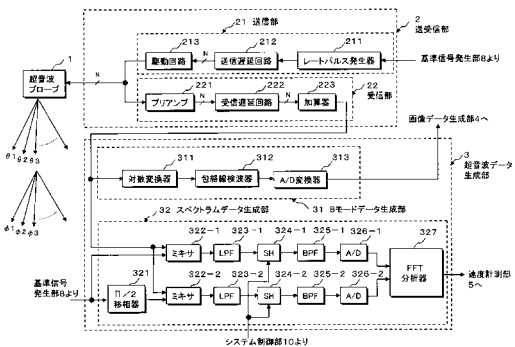 21 送信部
2
送受信部
213
212
211
駆動回路
N
送信遅延回路
レートパルス発生器
基準信号発生部8より
1
超音波
プローブ
N
22
受信部
221
222
223
プリアンプ
N
受信遅延回路
N
加算器
画像データ生成部4へ
θ1 θ2 θ3
311
312
313
3
超音波データ
生成部
対数変換器
包絡線検波器
A/D変換器
31 Bモードデータ生成部
32 スペクトラムデータ生成部
φ1 φ2 φ3
322-1
323-1
324-1
325-1
326-1
327
ミキサ
LPF
SH
BPF
A/D
FFT
分析器
速度計測部
5へ
基準信号
発生部8より
321
Π/2
移相器
322-2
323-2
324-2
325-2
326-2
ミキサ
LPF
SH
BPF
A/D
システム制御部10より